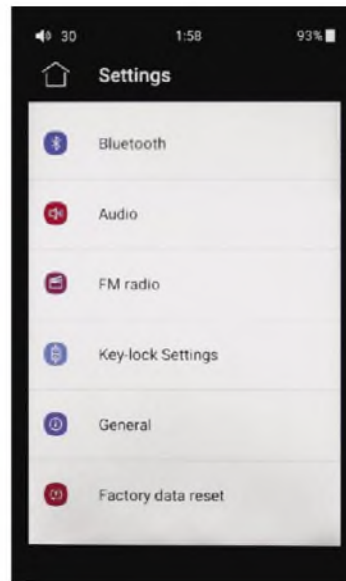 30 1:58 93%
Settings
Bluetooth
Audio
FM radio
Key-lock Settings
General
Factory data reset